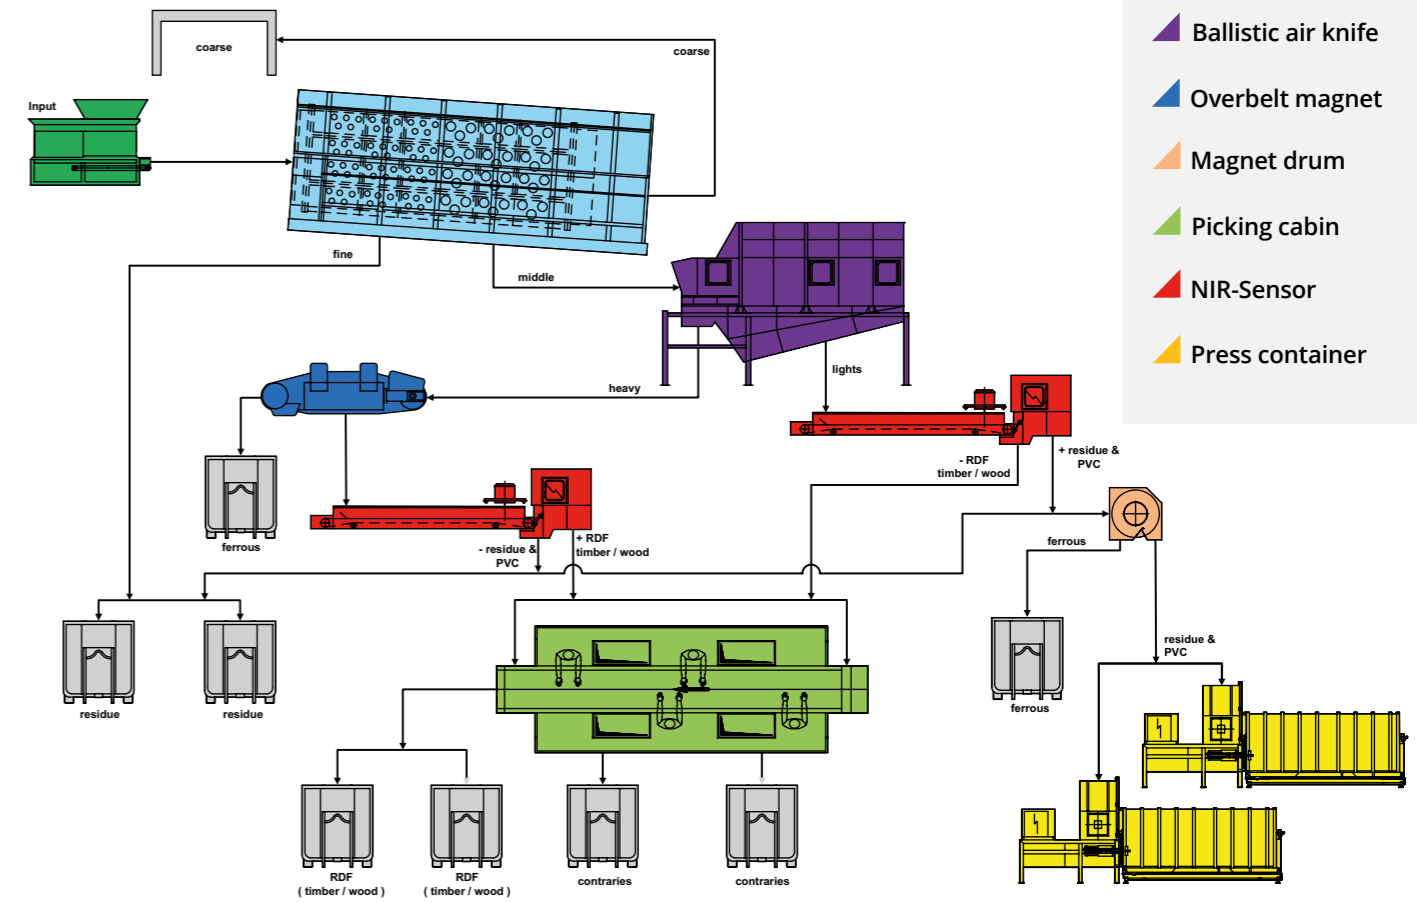 coarse
coarse
Input
fine
middle
heavy
lights
- RDF
timber / wood
+ residue &
PVC
ferrous
- residue &
PVC
+ RDF
timber / wood
ferrous
residue
residue
residue &
PVC
ferrous
RDF
( timber / wood )
RDF
( timber / wood )
contraries
contraries
Ballistic air knife
Overbelt magnet
Magnet drum
Picking cabin
NIR-Sensor
Press container